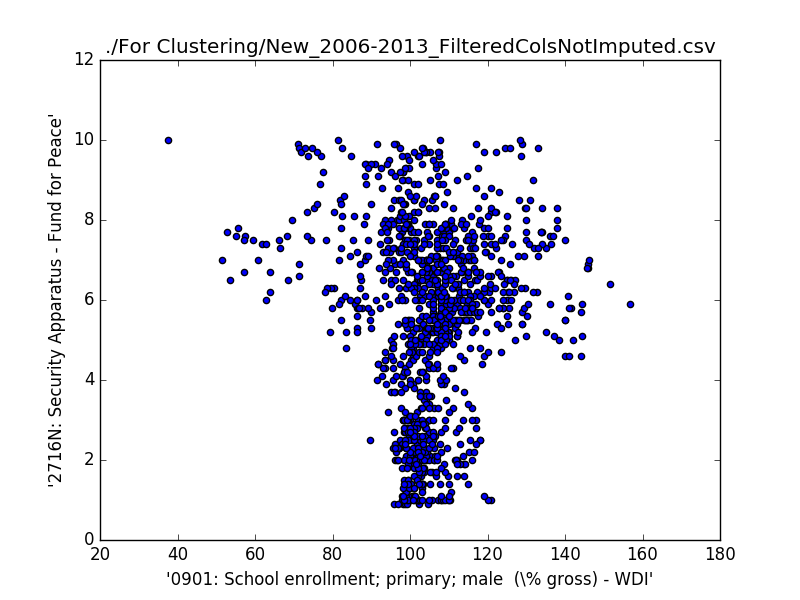 ./For Clustering/New_2006-2013_FilteredColsNotImputed.csv
12
10
8
6
4
2
0
'2716N: Security Apparatus - Fund for Peace'
20 40 60 80 100 120 140 160 180
'0901: School enrollment; primary; male  (\% gross) - WDI'